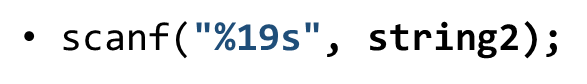 • scanf("%19s", string2);